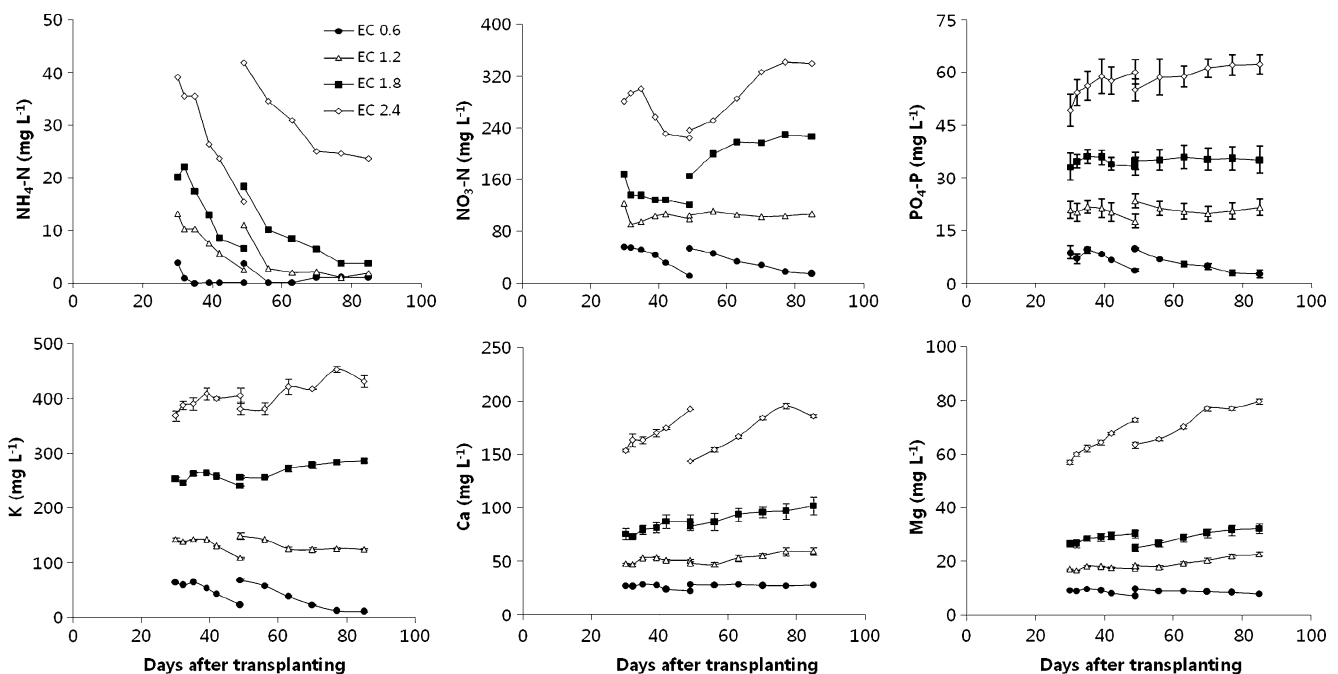 NH₄-N (mg L⁻¹)
50
40
30
20
10
0
0 20 40 60 80 100
EC 0.6
EC 1.2
EC 1.8
EC 2.4
NO₃-N (mg L⁻¹)
400
320
240
160
80
0
0 20 40 60 80 100
PO₄-P (mg L⁻¹)
75
60
45
30
15
0
0 20 40 60 80 100
K (mg L⁻¹)
500
400
300
200
100
0
0 20 40 60 80 100
Days after transplanting
Ca (mg L⁻¹)
250
200
150
100
50
0
0 20 40 60 80 100
Days after transplanting
Mg (mg L⁻¹)
100
80
60
40
20
0
0 20 40 60 80 100
Days after transplanting